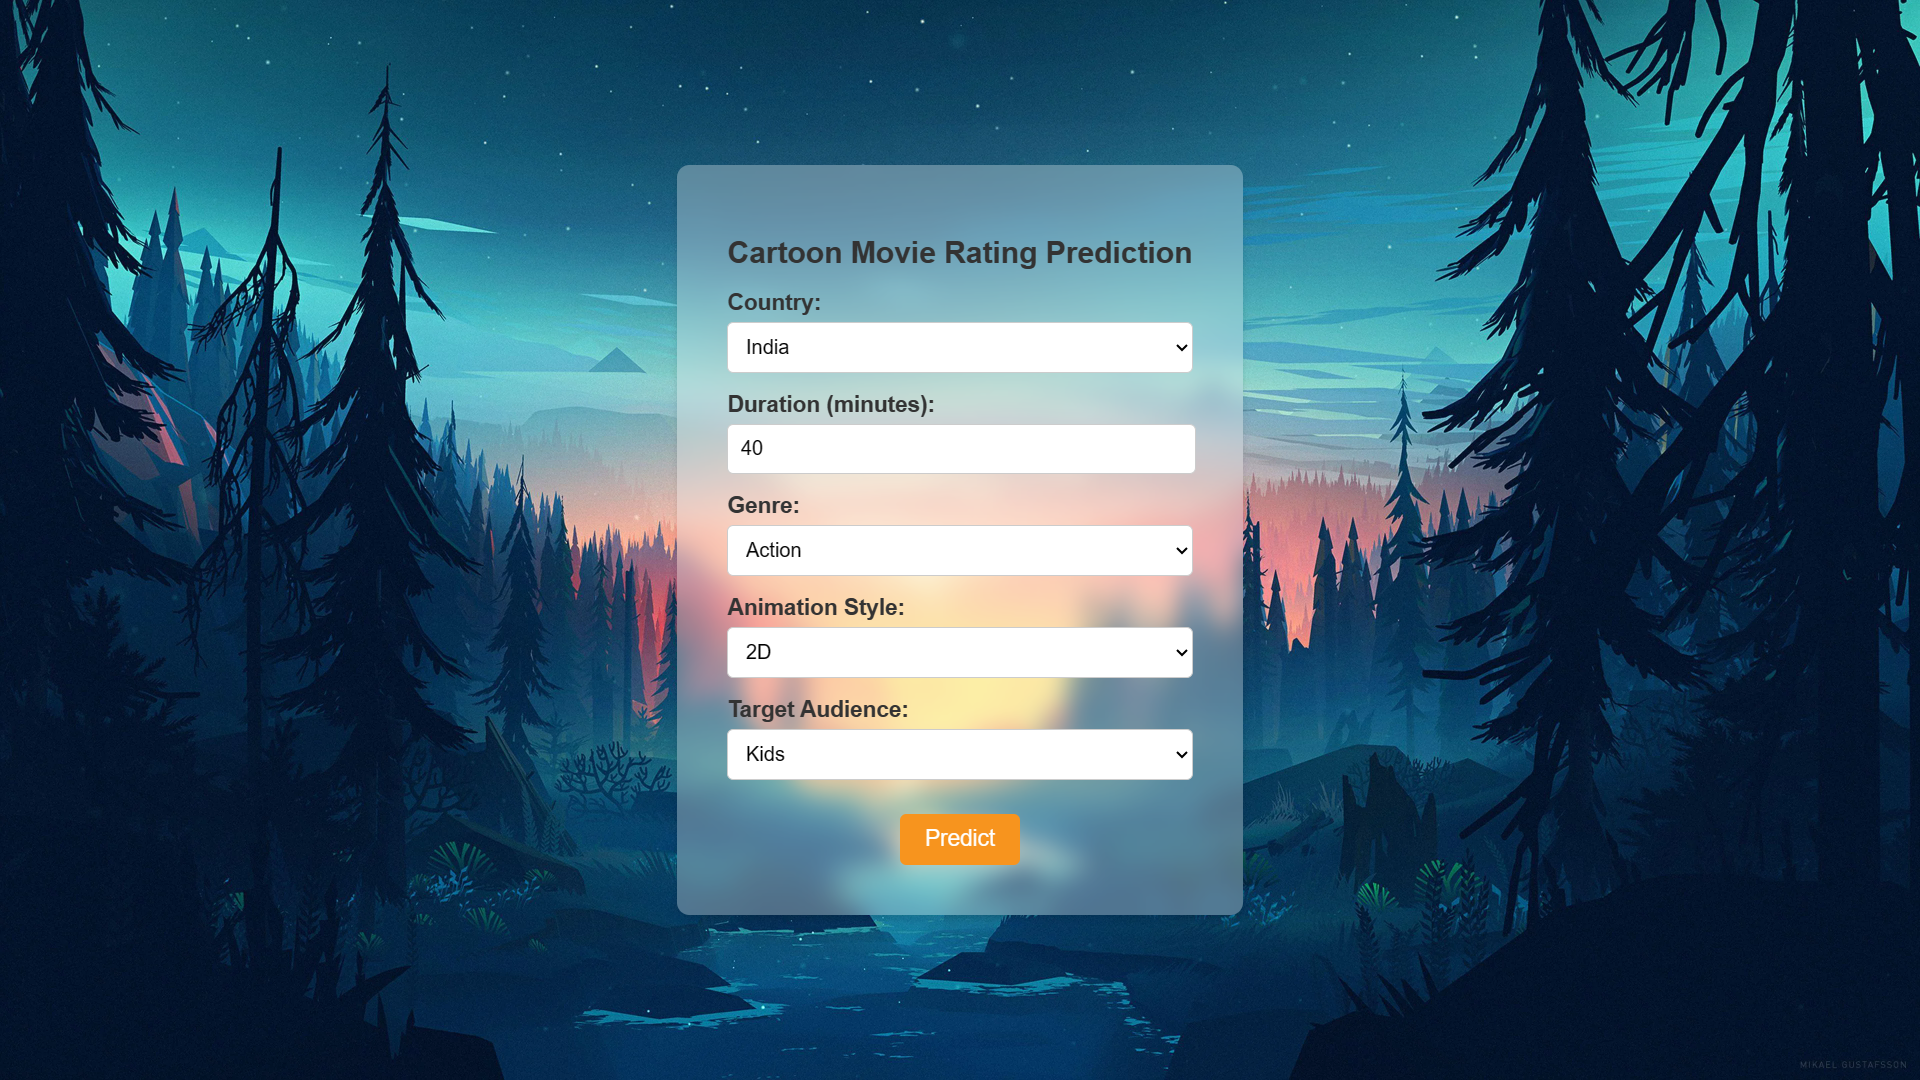 Cartoon Movie Rating Prediction
Country:
India
Duration (minutes):
40
Genre:
Action
Animation Style:
2D
Target Audience:
Kids
Predict
MIKAEL GUSTAFSSON